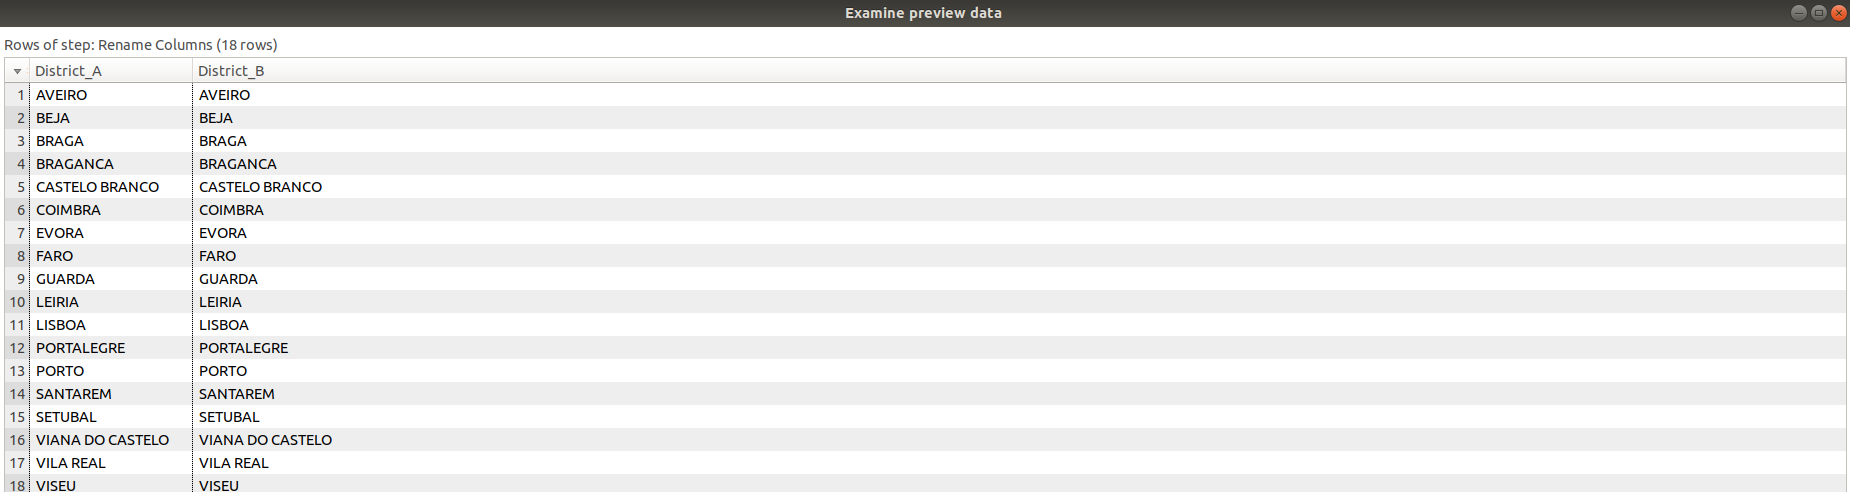 Examine preview data
Rows of step: Rename Columns (18 rows)
District_A District_B
1 AVEIRO AVEIRO
2 BEJA BEJA
3 BRAGA BRAGA
4 BRAGANCA BRAGANCA
5 CASTELO BRANCO CASTELO BRANCO
6 COIMBRA COIMBRA
7 EVORA EVORA
8 FARO FARO
9 GUARDA GUARDA
10 LEIRIA LEIRIA
11 LISBOA LISBOA
12 PORTALEGRE PORTALEGRE
13 PORTO PORTO
14 SANTAREM SANTAREM
15 SETUBAL SETUBAL
16 VIANA DO CASTELO VIANA DO CASTELO
17 VILA REAL VILA REAL
18 VISEU VISEU